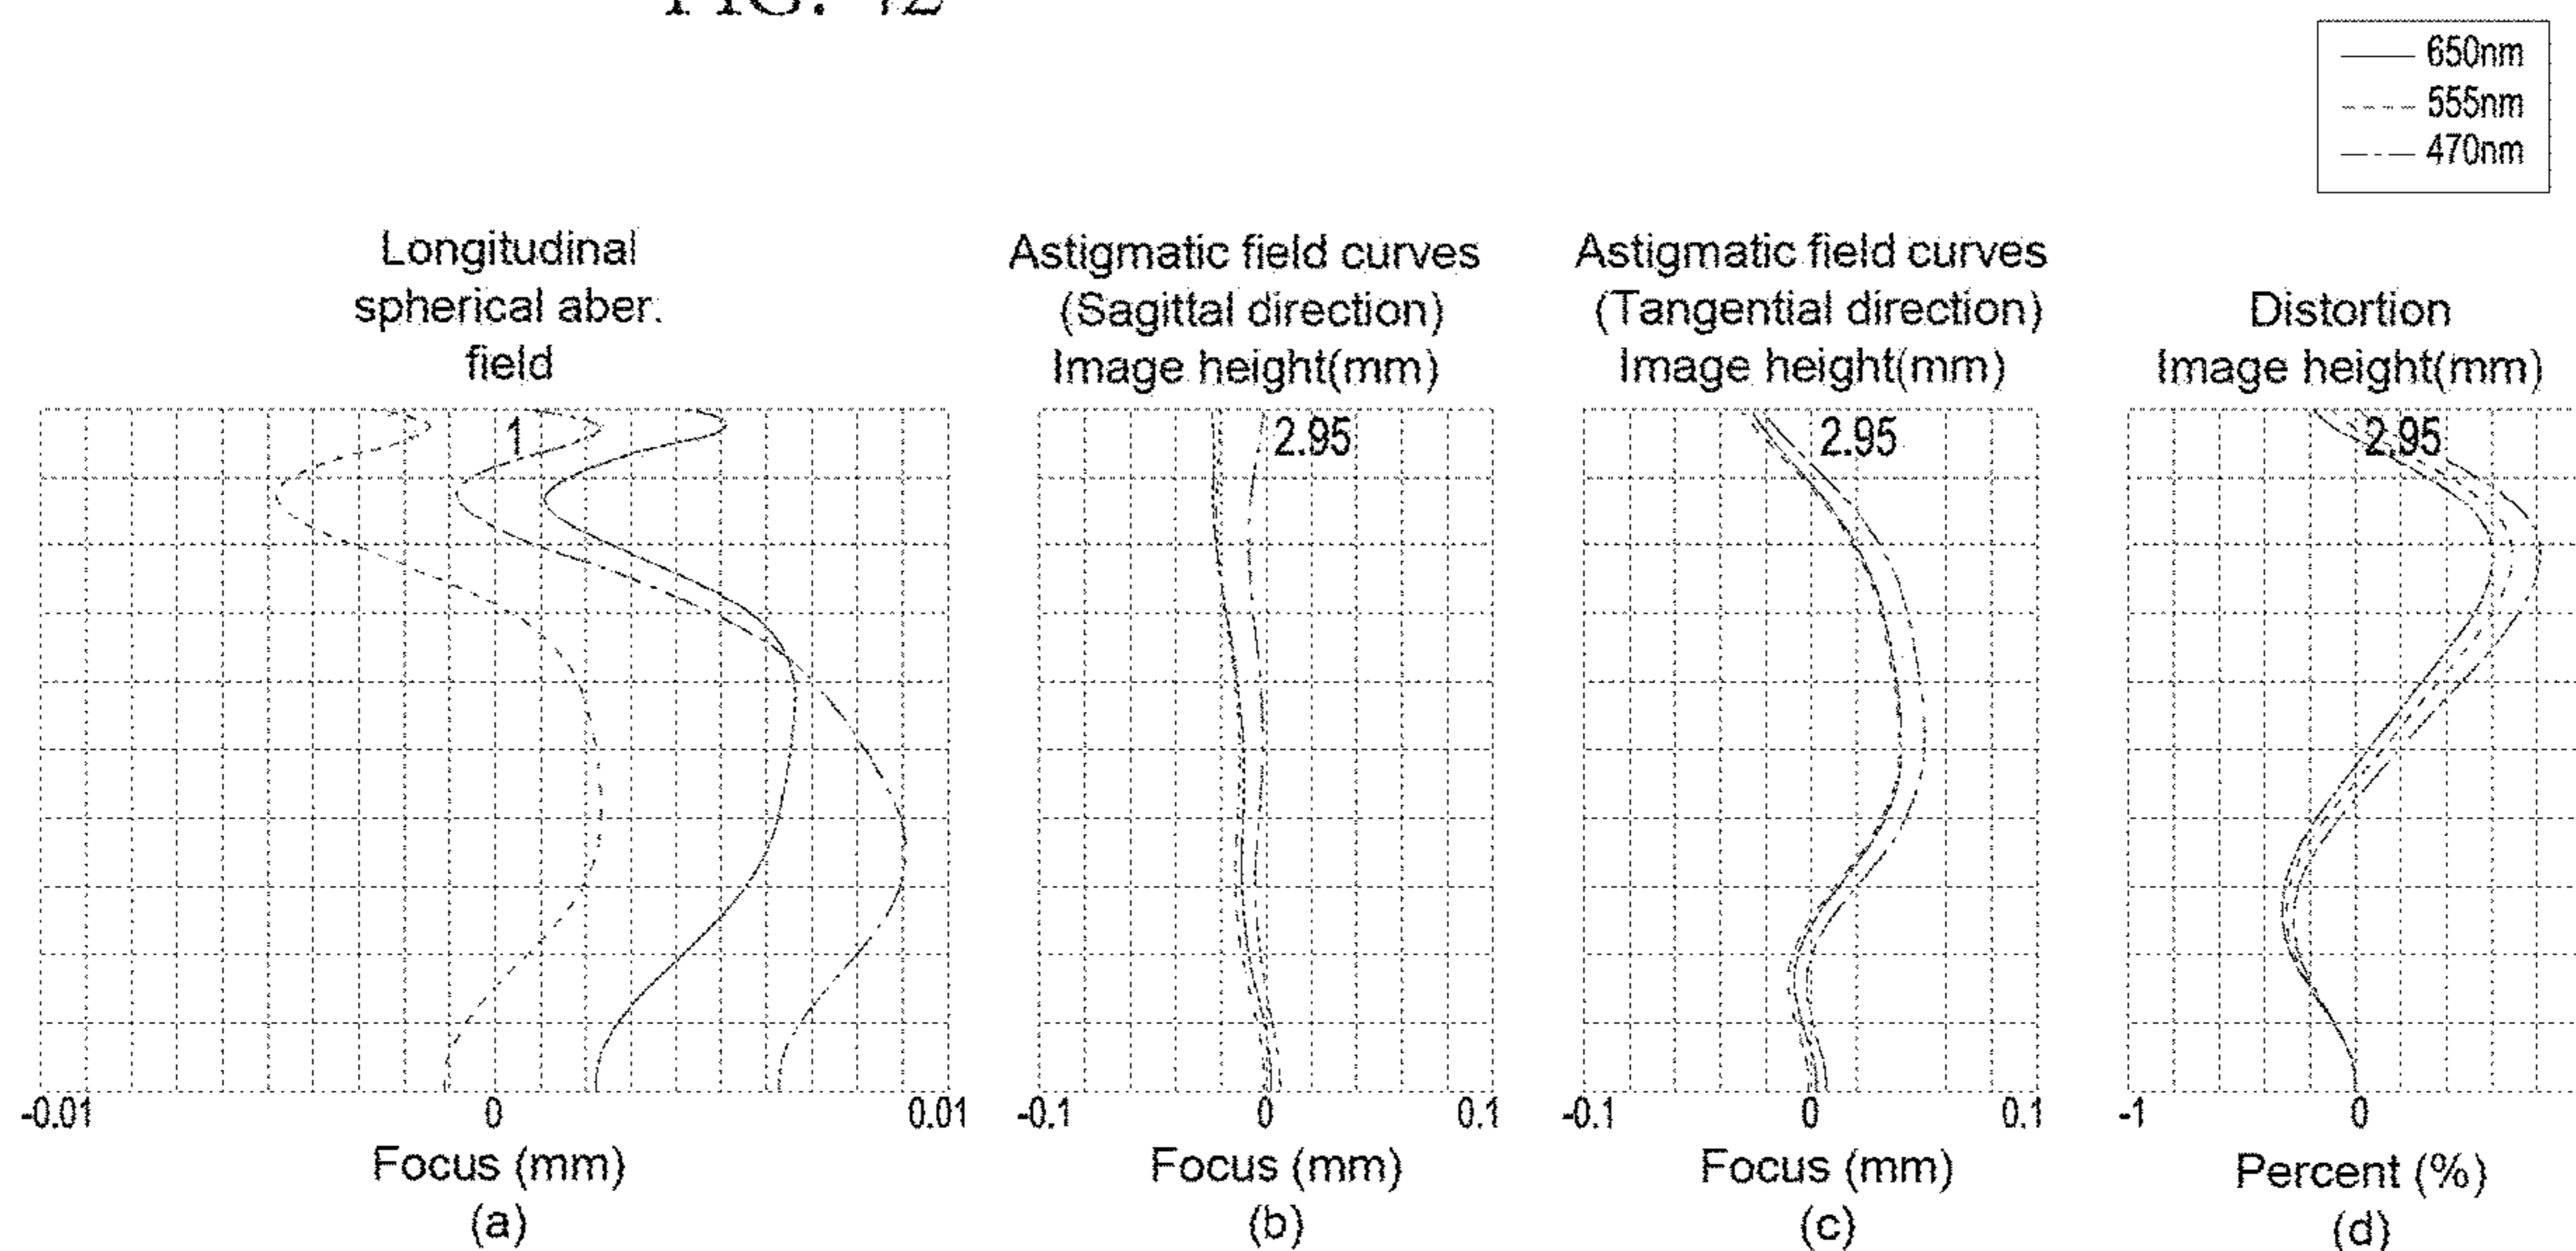 FIG. 42
650nm
555nm
470nm
Longitudinal
spherical aber.
field
Astigmatic field curves
(Sagittal direction)
Image height(mm)
Astigmatic field curves
(Tangential direction)
Image height(mm)
Distortion
Image height(mm)
1
2.95
2.95
2.95
-0.01
0
0.01
-0.1
0
0.1
-0.1
0
0.1
-1
0
Focus (mm)
Focus (mm)
Focus (mm)
Percent (%)
(a)
(b)
(c)
(d)